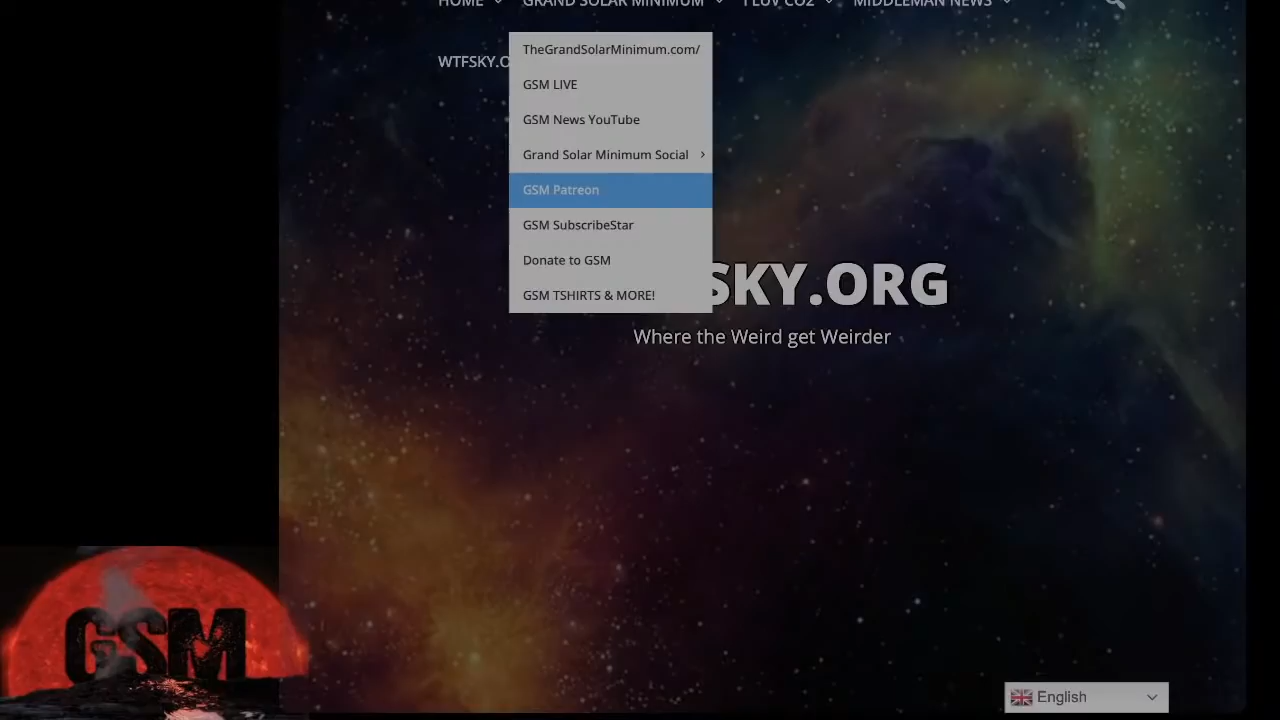 HOME GRAND SOLAR MINIMUM I LUV CO2 MIDDLEMAN NEWS
TheGrandSolarMinimum.com/
WTFSKY.O
GSM LIVE
GSM News YouTube
Grand Solar Minimum Social
GSM Patreon
GSM SubscribeStar
Donate to GSM
SKY.ORG
GSM TSHIRTS & MORE!
Where the Weird get Weirder
GSM
English